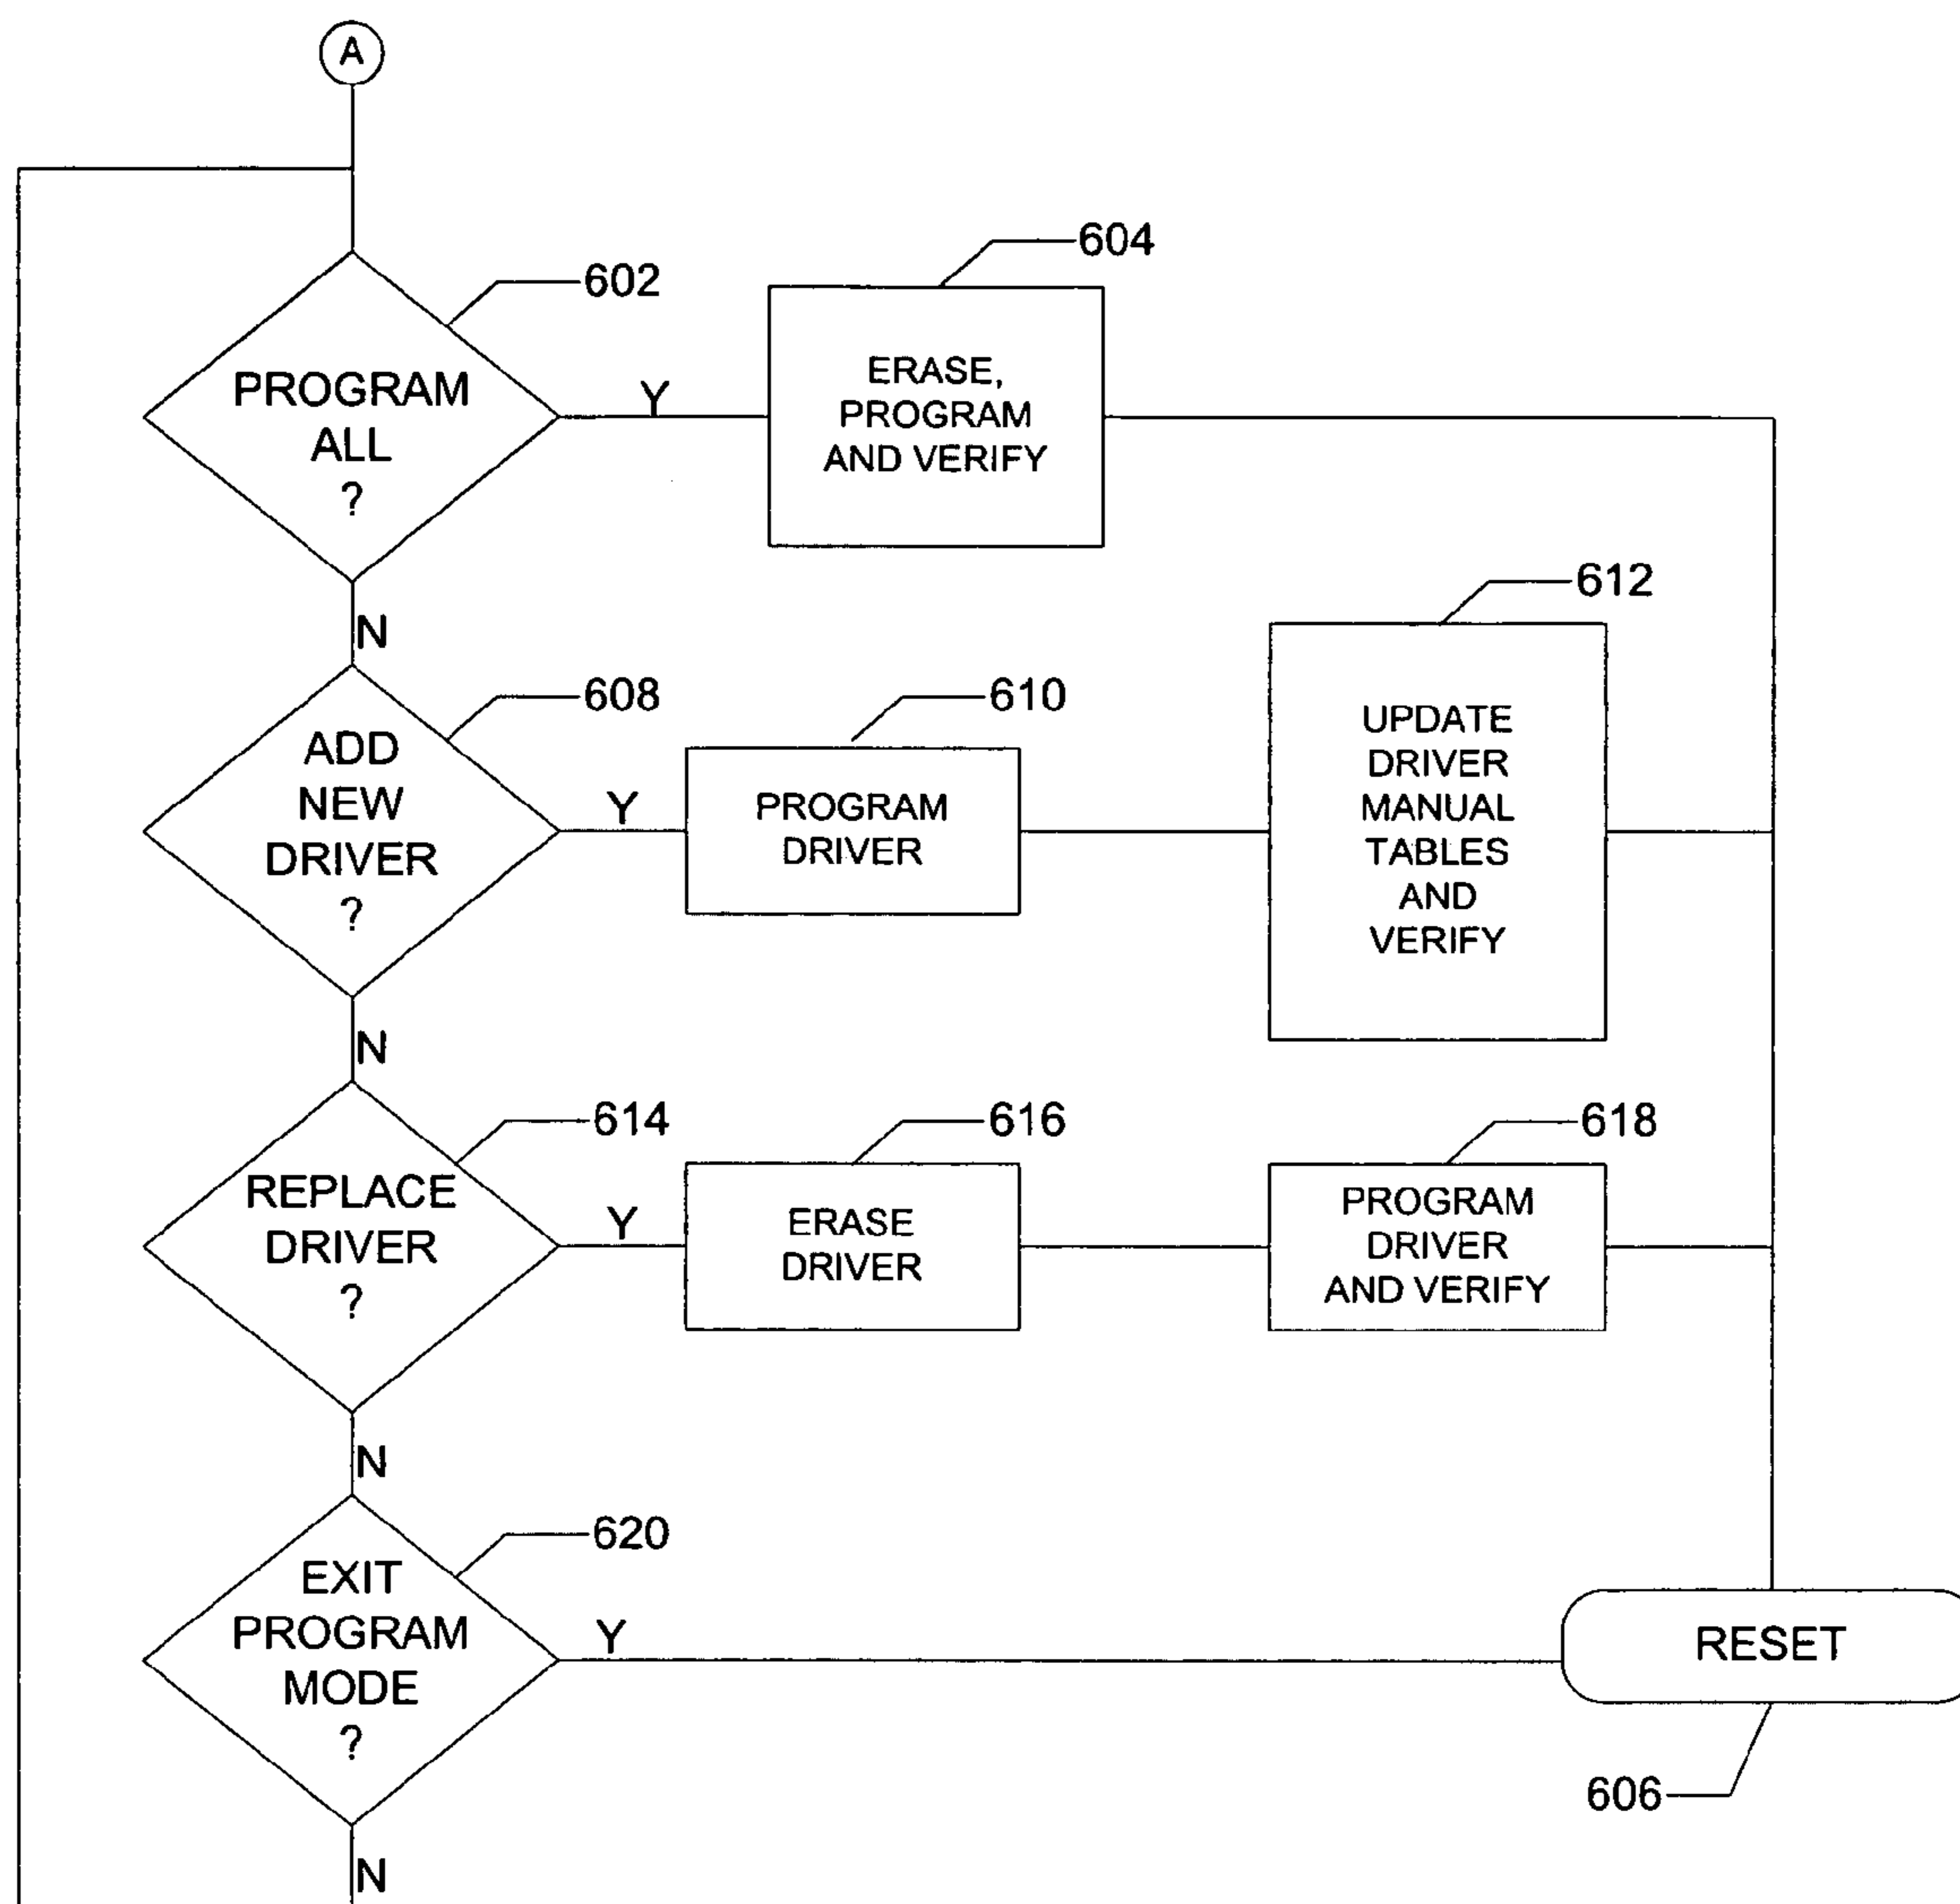 A
602
604
PROGRAM
ALL
?
Y
ERASE,
PROGRAM
AND VERIFY
N
608
610
612
ADD
NEW
DRIVER
?
Y
PROGRAM
DRIVER
UPDATE
DRIVER
MANUAL
TABLES
AND
VERIFY
N
614
616
618
REPLACE
DRIVER
?
Y
ERASE
DRIVER
PROGRAM
DRIVER
AND VERIFY
N
620
EXIT
PROGRAM
MODE
?
Y
RESET
606
N